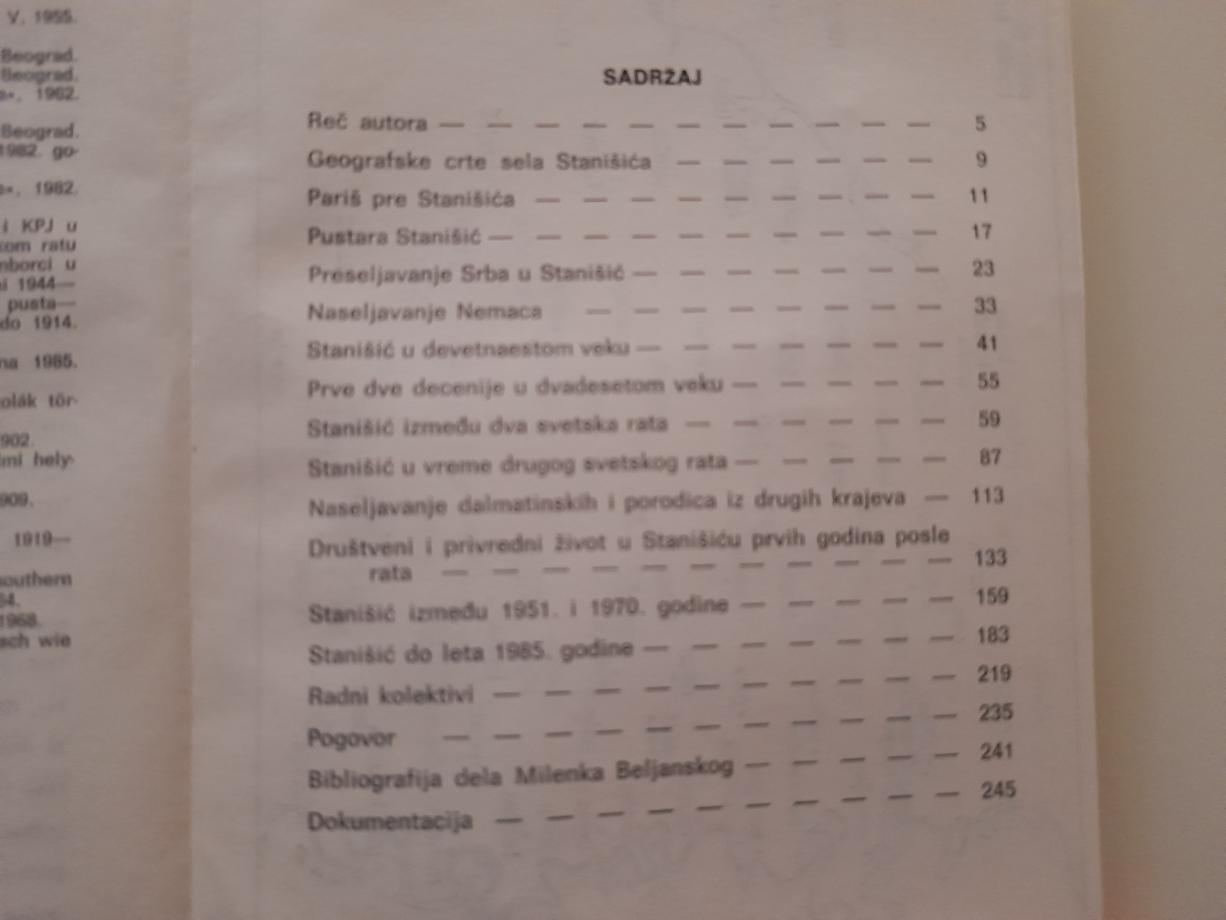 V, 1955.
Beograd.
Beograd.
a«, 1962.
Beograd.
1982. go-
a«, 1982.
i KPJ u
kom ratu
mborci u
i 1944—
pusta—
do 1914.
na 1985.
olák tör-
902.
lmi hely-
909.
1919—
southern
64.
1968.
sch wie
SADRŽAJ
Reč autora — — — — — — — — — — — 5
Geografske crte sela Stanišića — — — — — — 9
Pariš pre Stanišića — — — — — — — — — 11
Pustara Stanišić — — — — — — — — — — 17
Preseljavanje Srba u Stanišić — — — — — — — 23
Naseljavanje Nemaca — — — — — — — — 33
Stanišić u devetnaestom veku — — — — — — — 41
Prve dve decenije u dvadesetom veku — — — — — 55
Stanišić između dva svetska rata — — — — — — 59
Stanišić u vreme drugog svetskog rata — — — — — 87
Naseljavanje dalmatinskih i porodica iz drugih krajeva — 113
Društveni i privredni život u Stanišiću prvih godina posle
rata — — — — — — — — — — — 133
Stanišić između 1951. i 1970. godine — — — — — 159
Stanišić do leta 1985. godine — — — — — — — 183
Radni kolektivi — — — — — — — — — — 219
Pogovor — — — — — — — — — — — 235
Bibliografija dela Milenka Beljanskog — — — — — 241
Dokumentacija — — — — — — — — — — 245